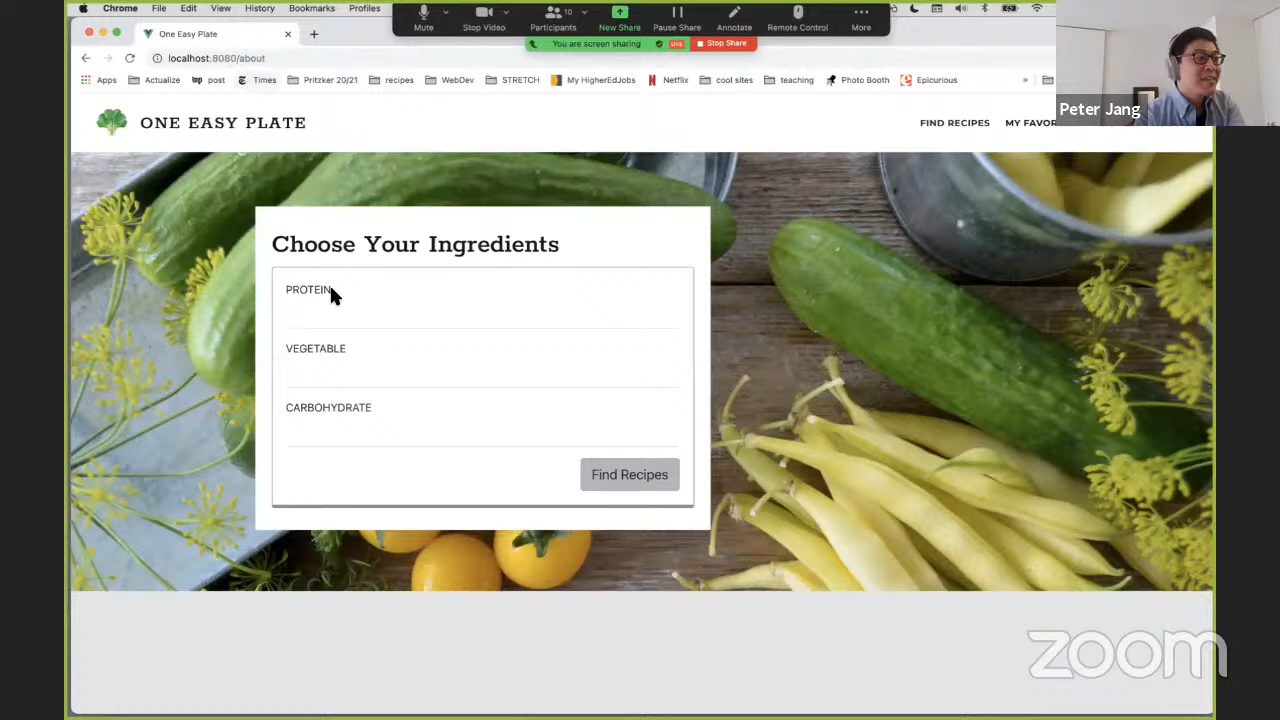 Chrome File Edit View History Bookmarks Profiles
Mute Stop Video Participants 10 New Share Pause Share Annotate Remote Control More
You are screen sharing LIVE Stop Share
One Easy Plate
localhost:8080/about
Apps Actualize wp post Times Pritzker 20/21 recipes WebDev STRETCH My HigherEdJobs Netflix cool sites teaching Photo Booth Epicurious »
Peter Jang
ONE EASY PLATE FIND RECIPES MY FAVOR
Choose Your Ingredients
PROTEIN
VEGETABLE
CARBOHYDRATE
Find Recipes
zoom